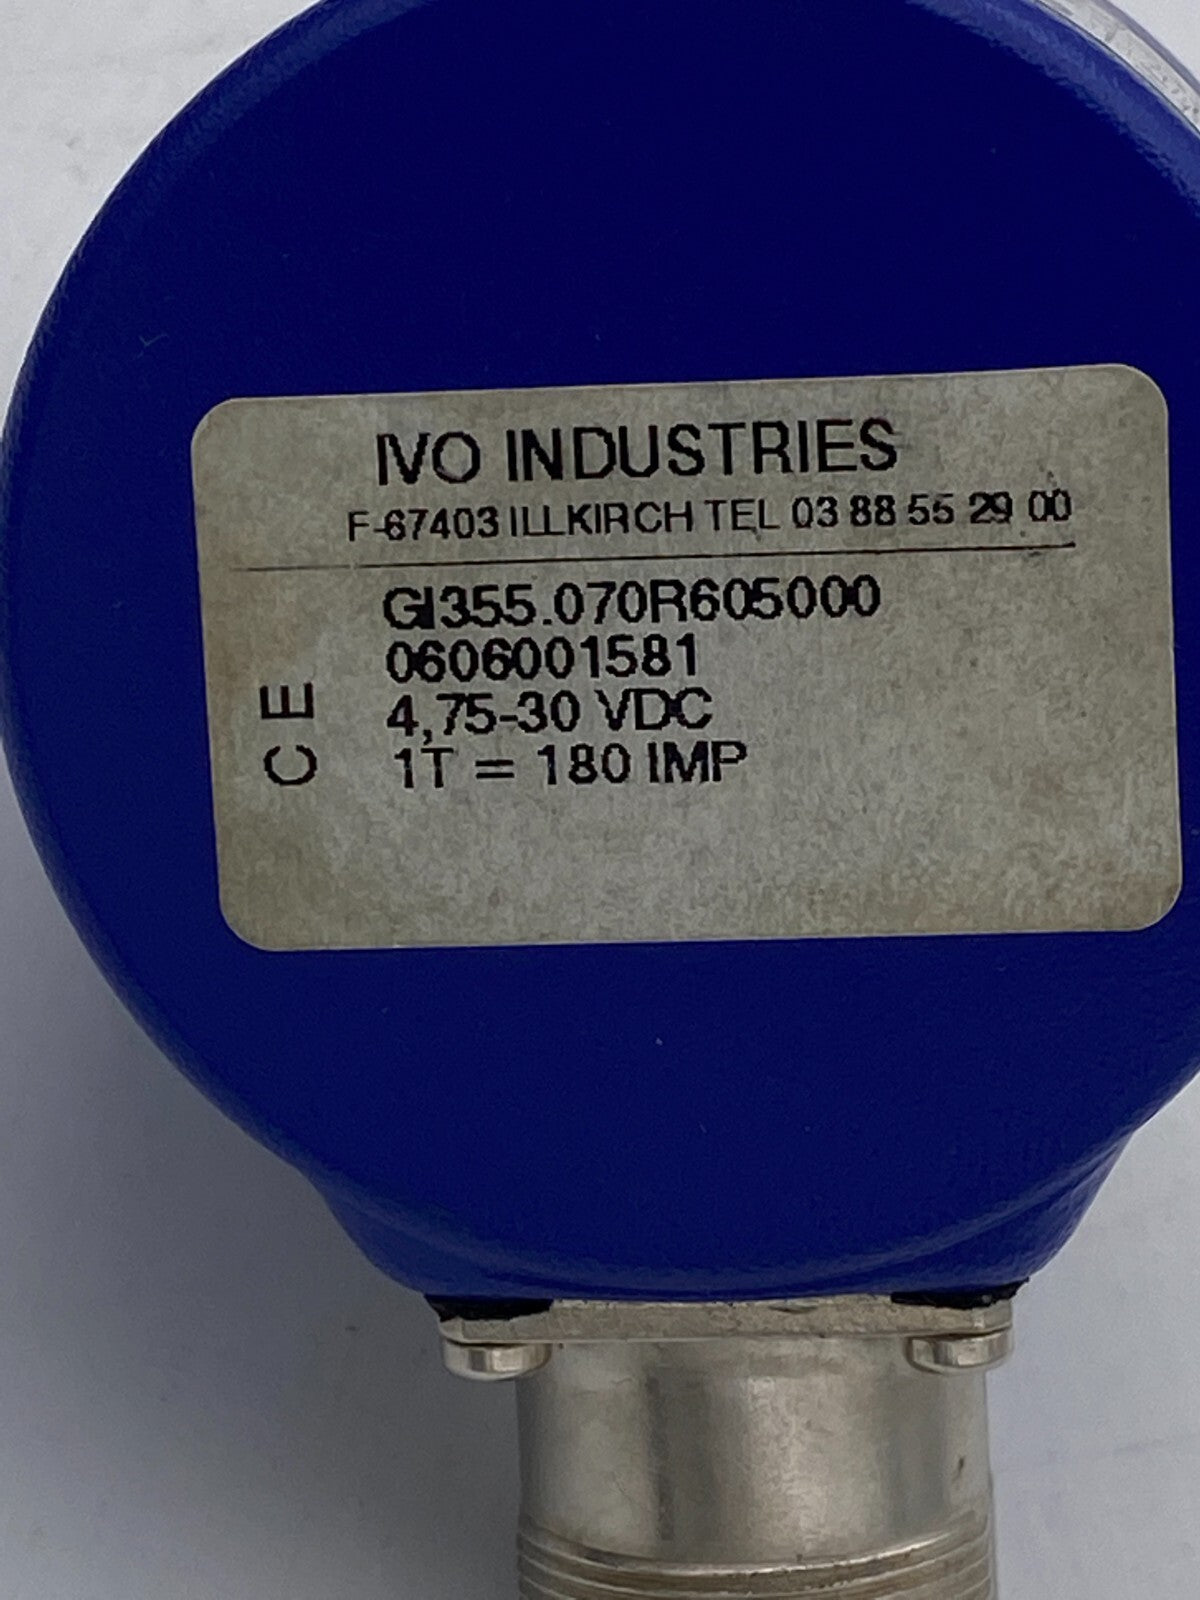 IVO INDUSTRIES
F-67403 ILLKIRCH TEL 03 88 55 29 00
GI355.070R605000
0606001581
4,75-30 VDC
1T = 180 IMP
C E